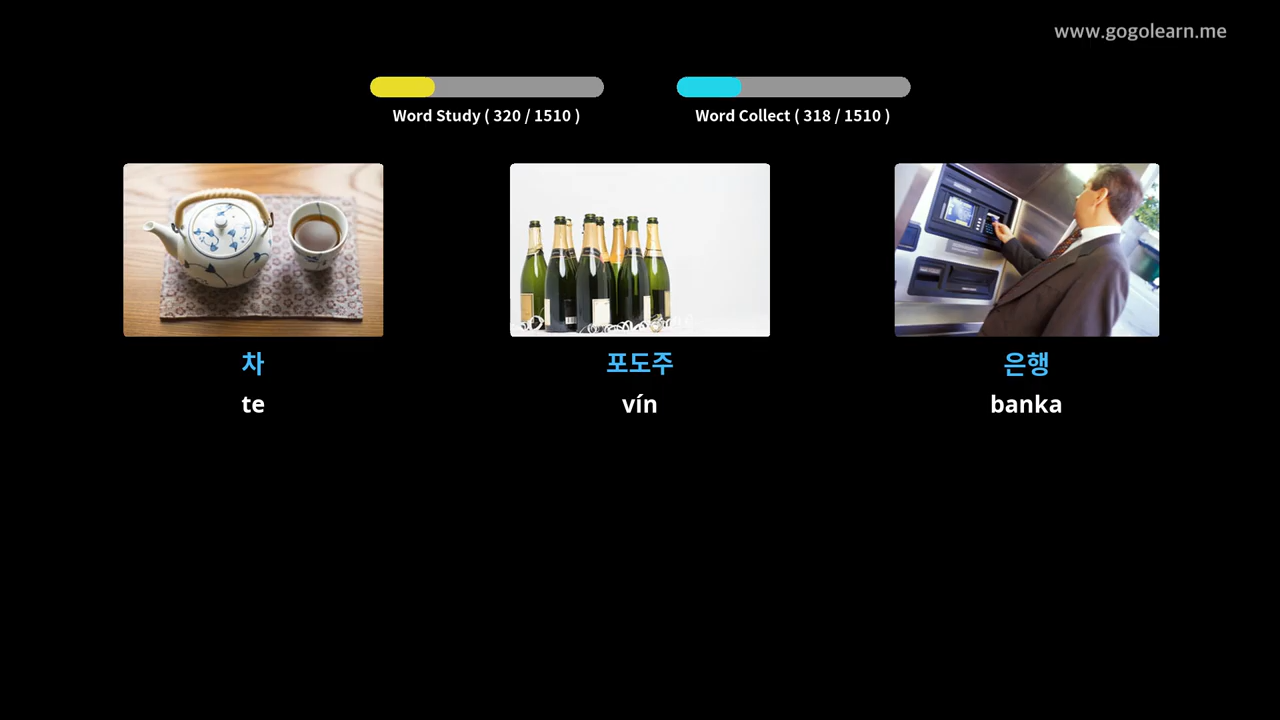 www.gogolearn.me
Word Study ( 320 / 1510 )
Word Collect ( 318 / 1510 )
차
te
포도주
vín
은행
banka